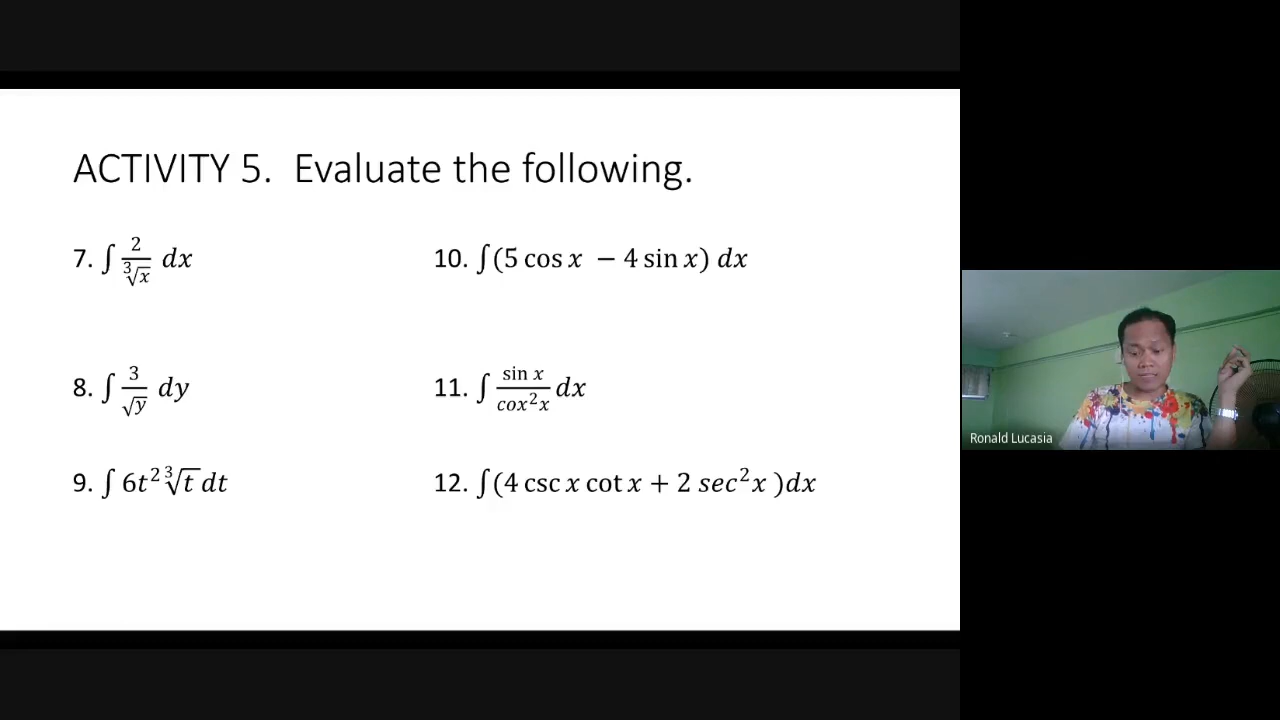 ACTIVITY 5. Evaluate the following.
7. ∫ 2/∛x dx
8. ∫ 3/√y dy
9. ∫ 6t²∛t dt
10. ∫(5 cos x − 4 sin x) dx
11. ∫ sin x/cox²x dx
12. ∫(4 csc x cot x + 2 sec²x )dx
Ronald Lucasia